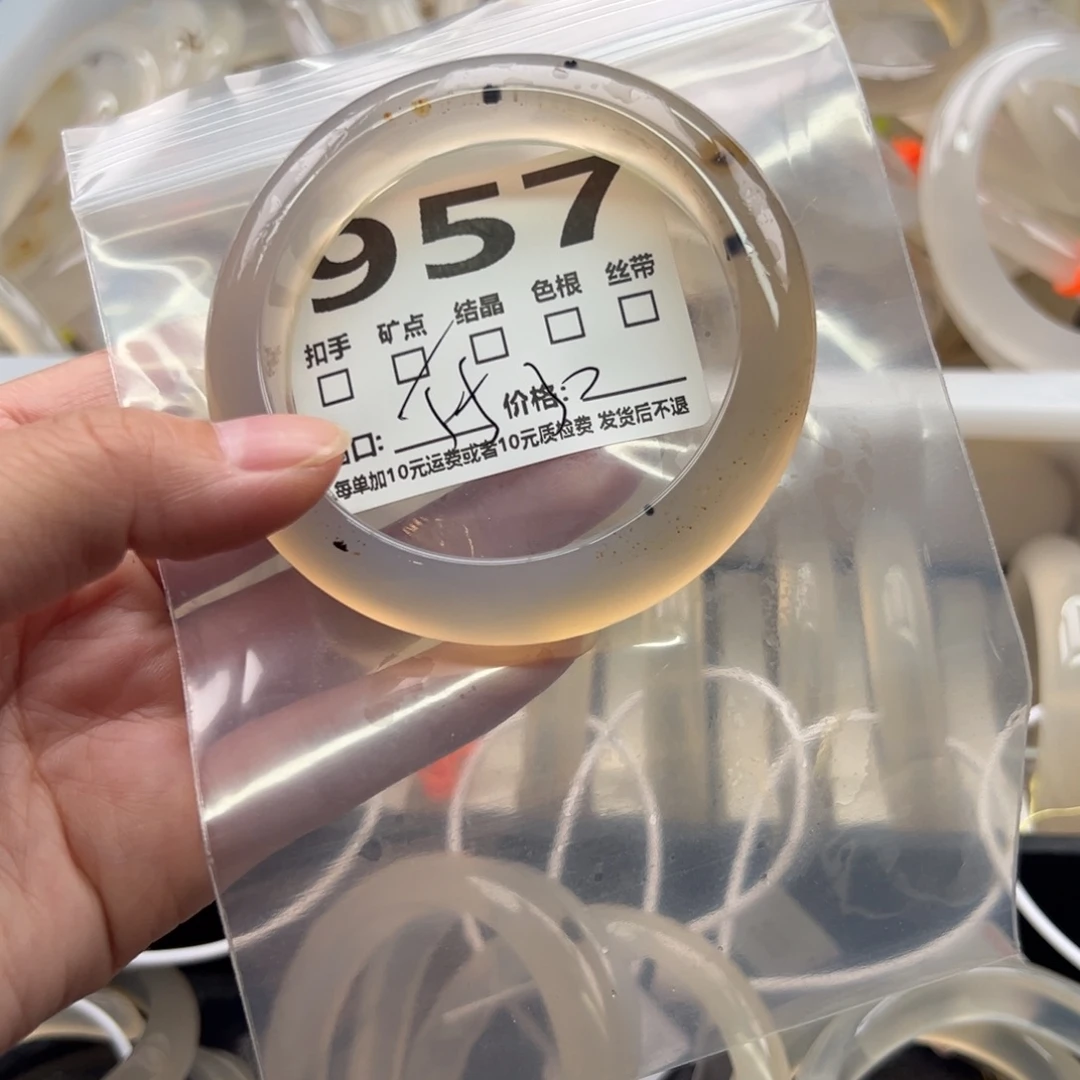 957
扣手 矿点 结晶 色根 丝带
口: 价格:
每单加10元运费或者10元质检费 发货后不退